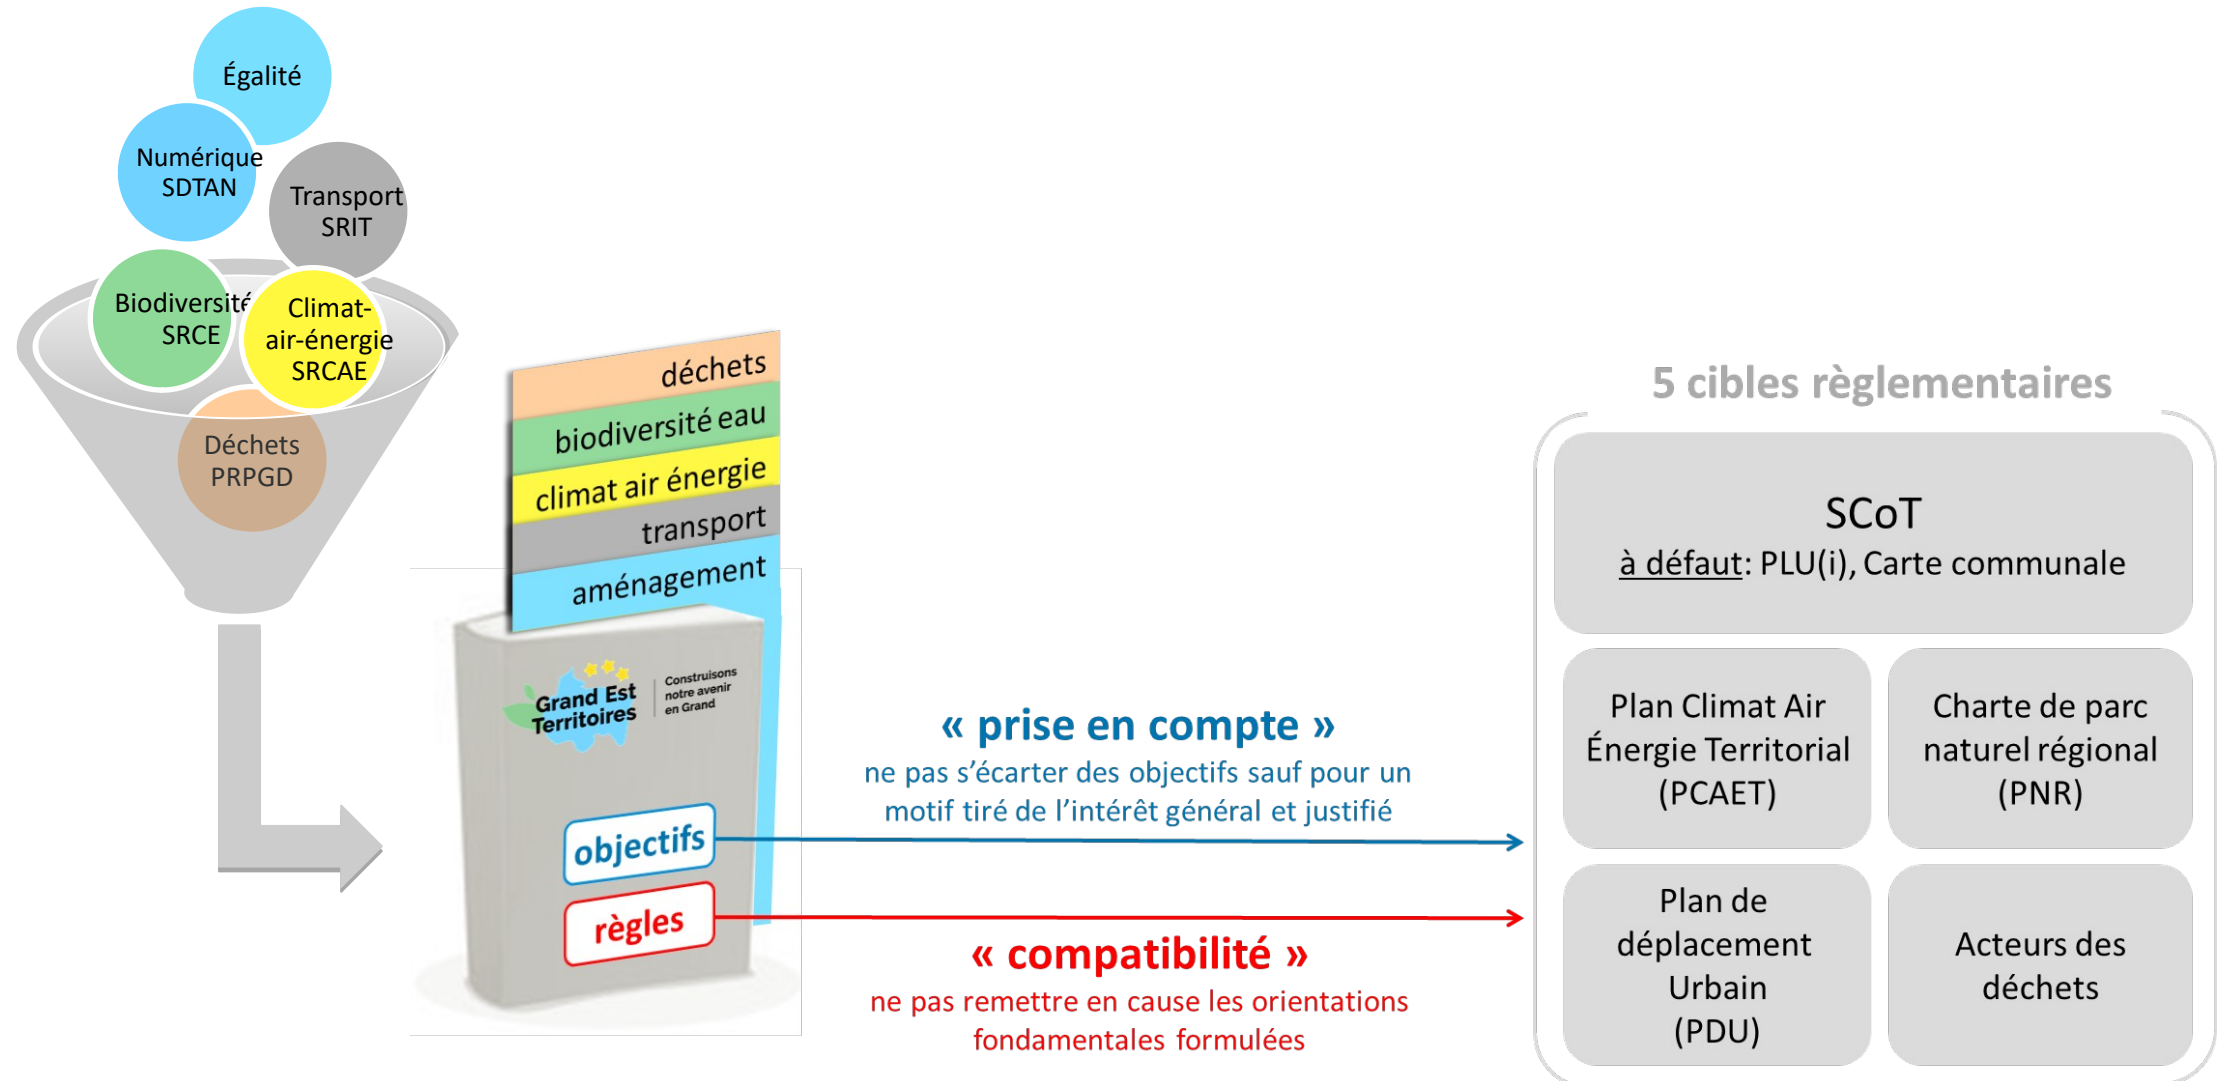 Égalité
Numérique
SDTAN
Transport
SRIT
Biodiversité
SRCE
Climat-
air-énergie
SRCAE
Déchets
PRPGD
déchets
biodiversité eau
climat air énergie
transport
aménagement
Grand Est
Territoires
Construisons
notre avenir
en Grand
objectifs
règles
« prise en compte »
ne pas s’écarter des objectifs sauf pour un
motif tiré de l’intérêt général et justifié
« compatibilité »
ne pas remettre en cause les orientations
fondamentales formulées
5 cibles règlementaires
SCoT
à défaut: PLU(i), Carte communale
Plan Climat Air
Énergie Territorial
(PCAET)
Charte de parc
naturel régional
(PNR)
Plan de
déplacement
Urbain
(PDU)
Acteurs des
déchets